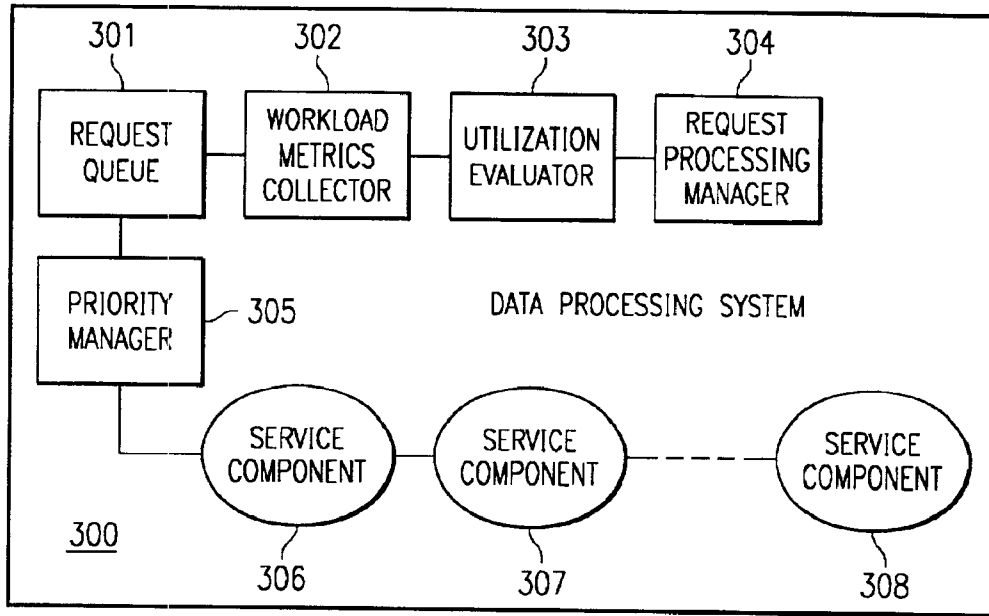 301
302
303
304
REQUEST
QUEUE
WORKLOAD
METRICS
COLLECTOR
UTILIZATION
EVALUATOR
REQUEST
PROCESSING
MANAGER
PRIORITY
MANAGER
305
DATA PROCESSING SYSTEM
SERVICE
COMPONENT
SERVICE
COMPONENT
SERVICE
COMPONENT
300
306
307
308